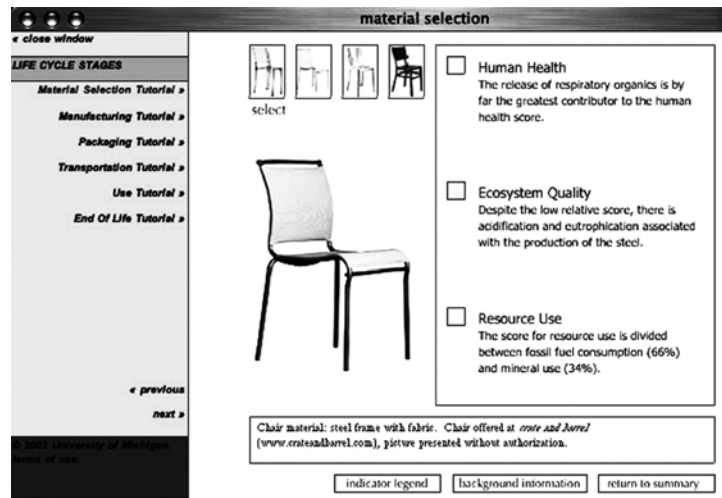 material selection
« close window
LIFE CYCLE STAGES
Material Selection Tutorial »
Manufacturing Tutorial »
Packaging Tutorial »
Transportation Tutorial »
Use Tutorial »
End Of Life Tutorial »
« previous
next »
© 2002 University of Michigan.
terms of use.
select
Human Health
The release of respiratory organics is by
far the greatest contributor to the human
health score.
Ecosystem Quality
Despite the low relative score, there is
acidification and eutrophication associated
with the production of the steel.
Resource Use
The score for resource use is divided
between fossil fuel consumption (66%)
and mineral use (34%).
Chair material: steel frame with fabric. Chair offered at crate and barrel
(www.crateandbarrel.com), picture presented without authorization.
indicator legend
background information
return to summary